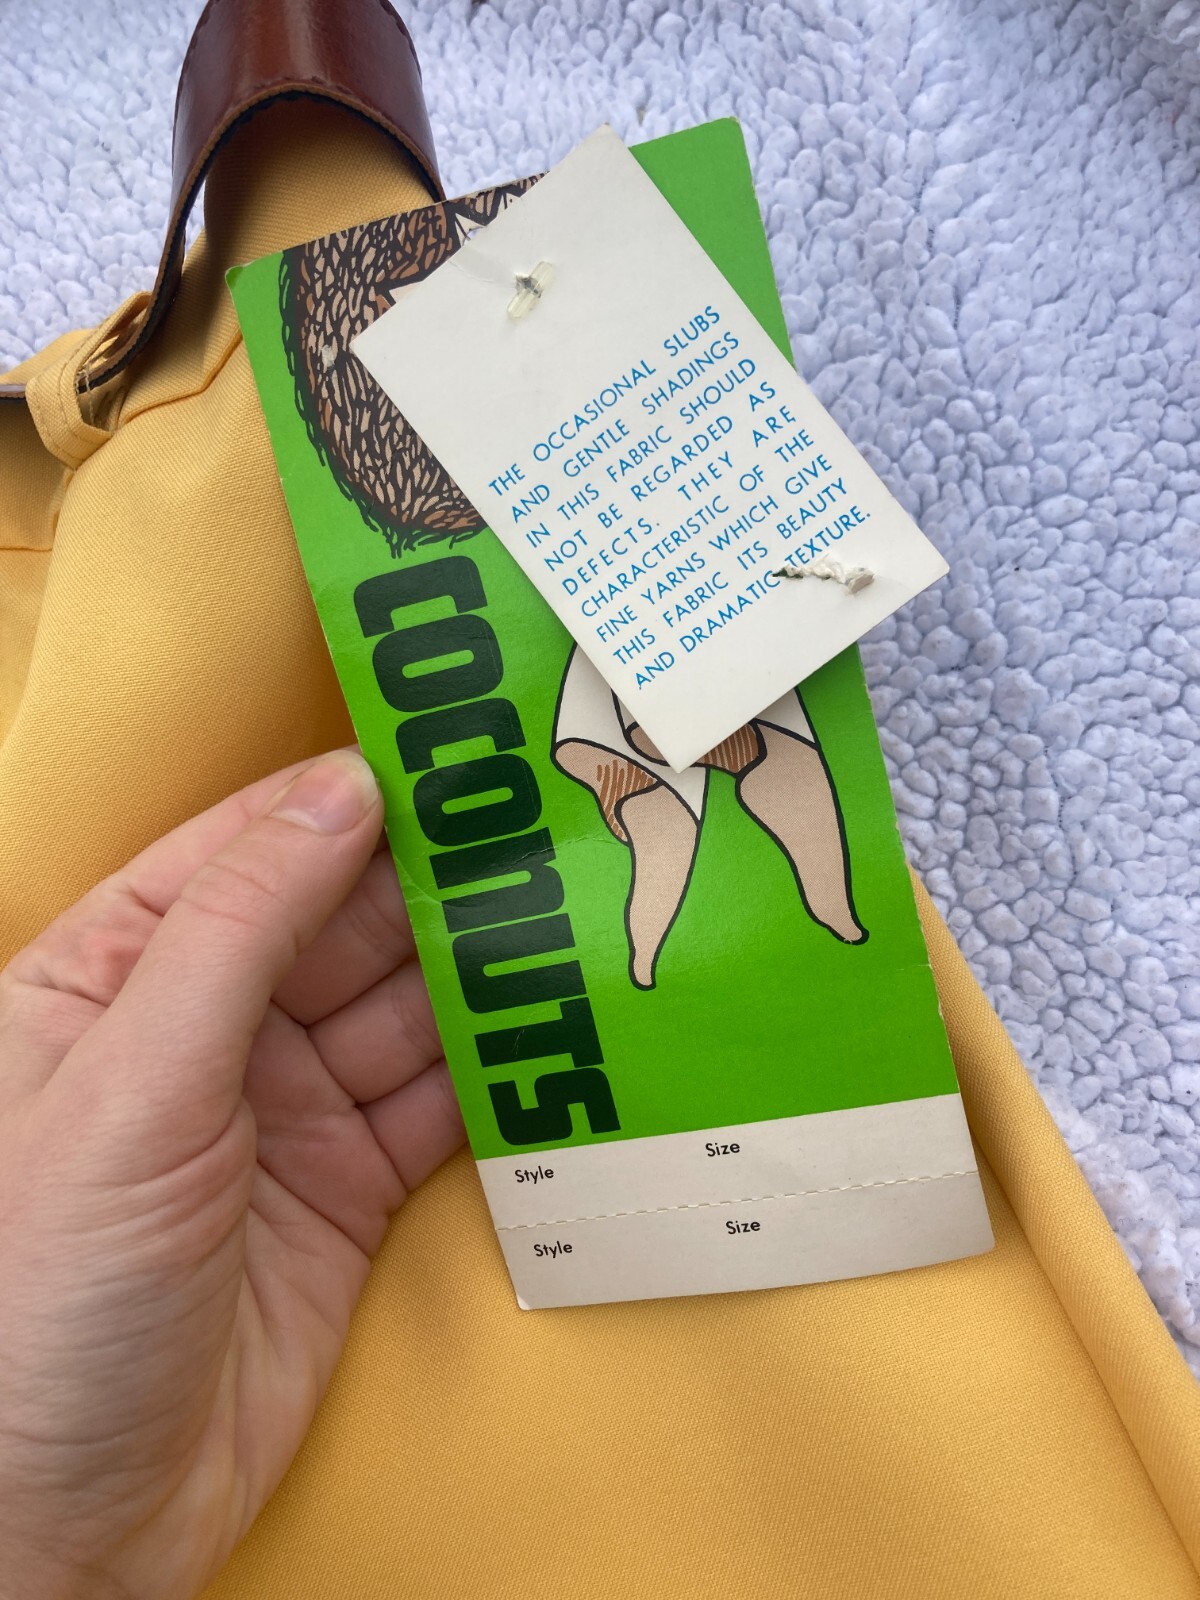 THE OCCASIONAL SLUBS
AND GENTLE SHADINGS
IN THIS FABRIC SHOULD
NOT BE REGARDED AS
DEFECTS. THEY ARE
CHARACTERISTIC OF THE
FINE YARNS WHICH GIVE
THIS FABRIC ITS BEAUTY
AND DRAMATIC TEXTURE.
COCONUTS
Style Size
Style Size